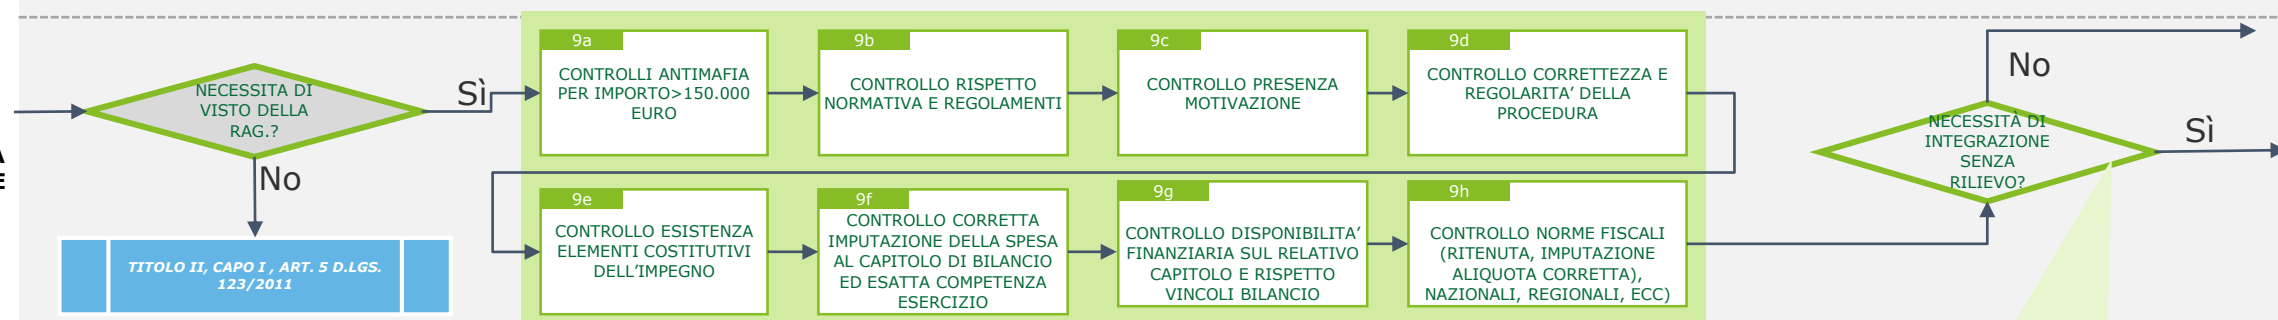 A
E
NECESSITA DI
VISTO DELLA
RAG.?
Sì
No
TITOLO II, CAPO I , ART. 5 D.LGS.
123/2011
9a
CONTROLLI ANTIMAFIA
PER IMPORTO>150.000
EURO
9b
CONTROLLO RISPETTO
NORMATIVA E REGOLAMENTI
9c
CONTROLLO PRESENZA
MOTIVAZIONE
9d
CONTROLLO CORRETTEZZA E
REGOLARITA’ DELLA
PROCEDURA
9e
CONTROLLO ESISTENZA
ELEMENTI COSTITUTIVI
DELL’IMPEGNO
9f
CONTROLLO CORRETTA
IMPUTAZIONE DELLA SPESA
AL CAPITOLO DI BILANCIO
ED ESATTA COMPETENZA
ESERCIZIO
9g
CONTROLLO DISPONIBILITA’
FINANZIARIA SUL RELATIVO
CAPITOLO E RISPETTO
VINCOLI BILANCIO
9h
CONTROLLO NORME FISCALI
(RITENUTA, IMPUTAZIONE
ALIQUOTA CORRETTA),
NAZIONALI, REGIONALI, ECC)
NECESSITÀ DI
INTEGRAZIONE
SENZA
RILIEVO?
No
Sì